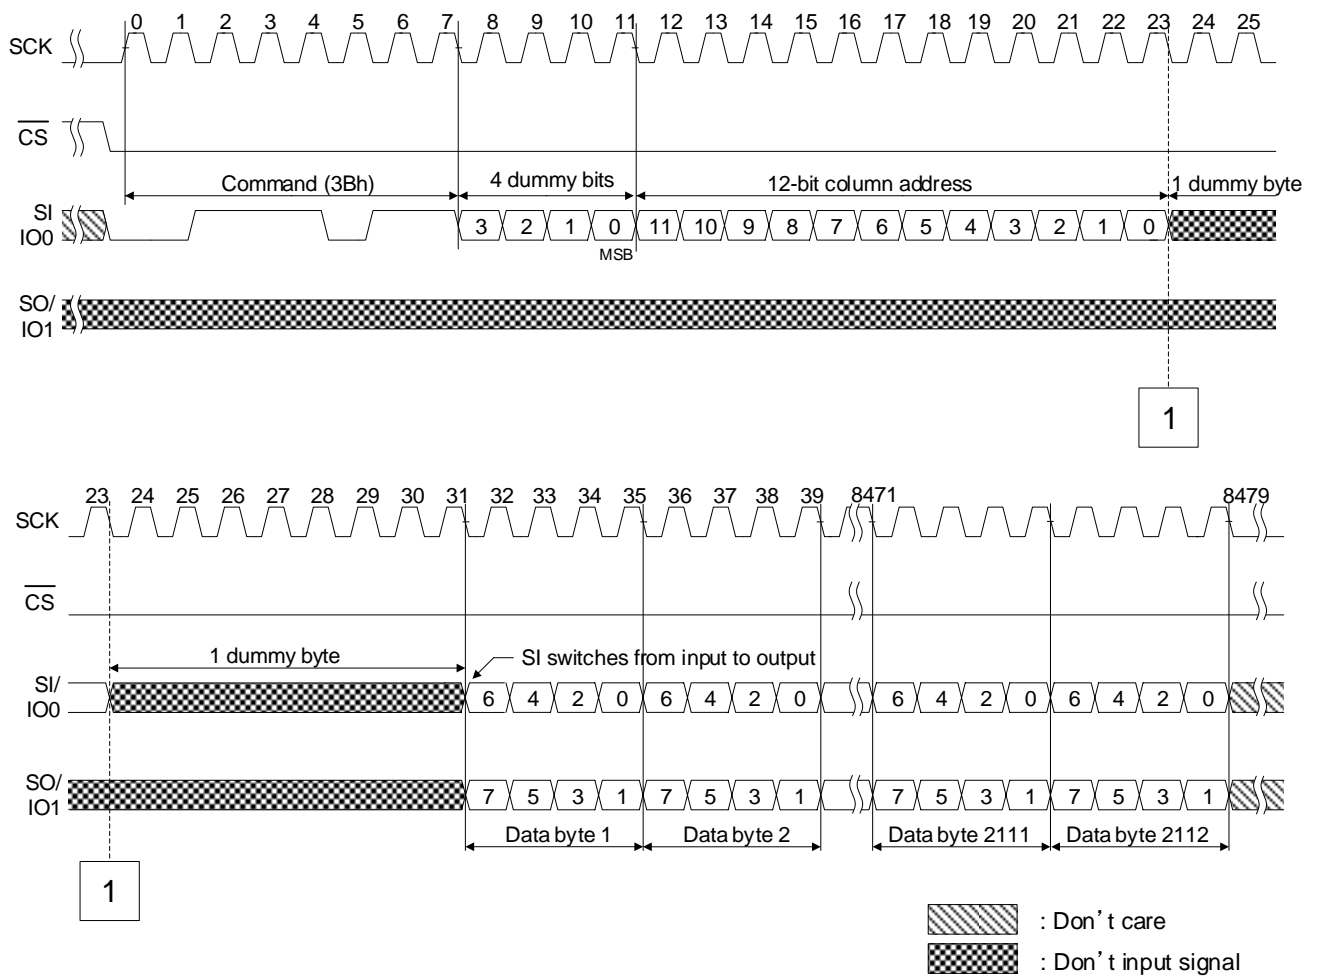 0 1 2 3 4 5 6 7 8 9 10 11 12 13 14 15 16 17 18 19 20 21 22 23 24 25
SCK
CS
Command (3Bh) 4 dummy bits 12-bit column address 1 dummy byte
SI
IO0
3 2 1 0 11 10 9 8 7 6 5 4 3 2 1 0
MSB
SO/
IO1
1
23 24 25 26 27 28 29 30 31 32 33 34 35 36 37 38 39 8471 8479
SCK
CS
1 dummy byte SI switches from input to output
SI/
IO0
6 4 2 0 6 4 2 0 6 4 2 0 6 4 2 0
SO/
IO1
7 5 3 1 7 5 3 1 7 5 3 1 7 5 3 1
Data byte 1 Data byte 2 Data byte 2111 Data byte 2112
1
: Don't care
: Don't input signal